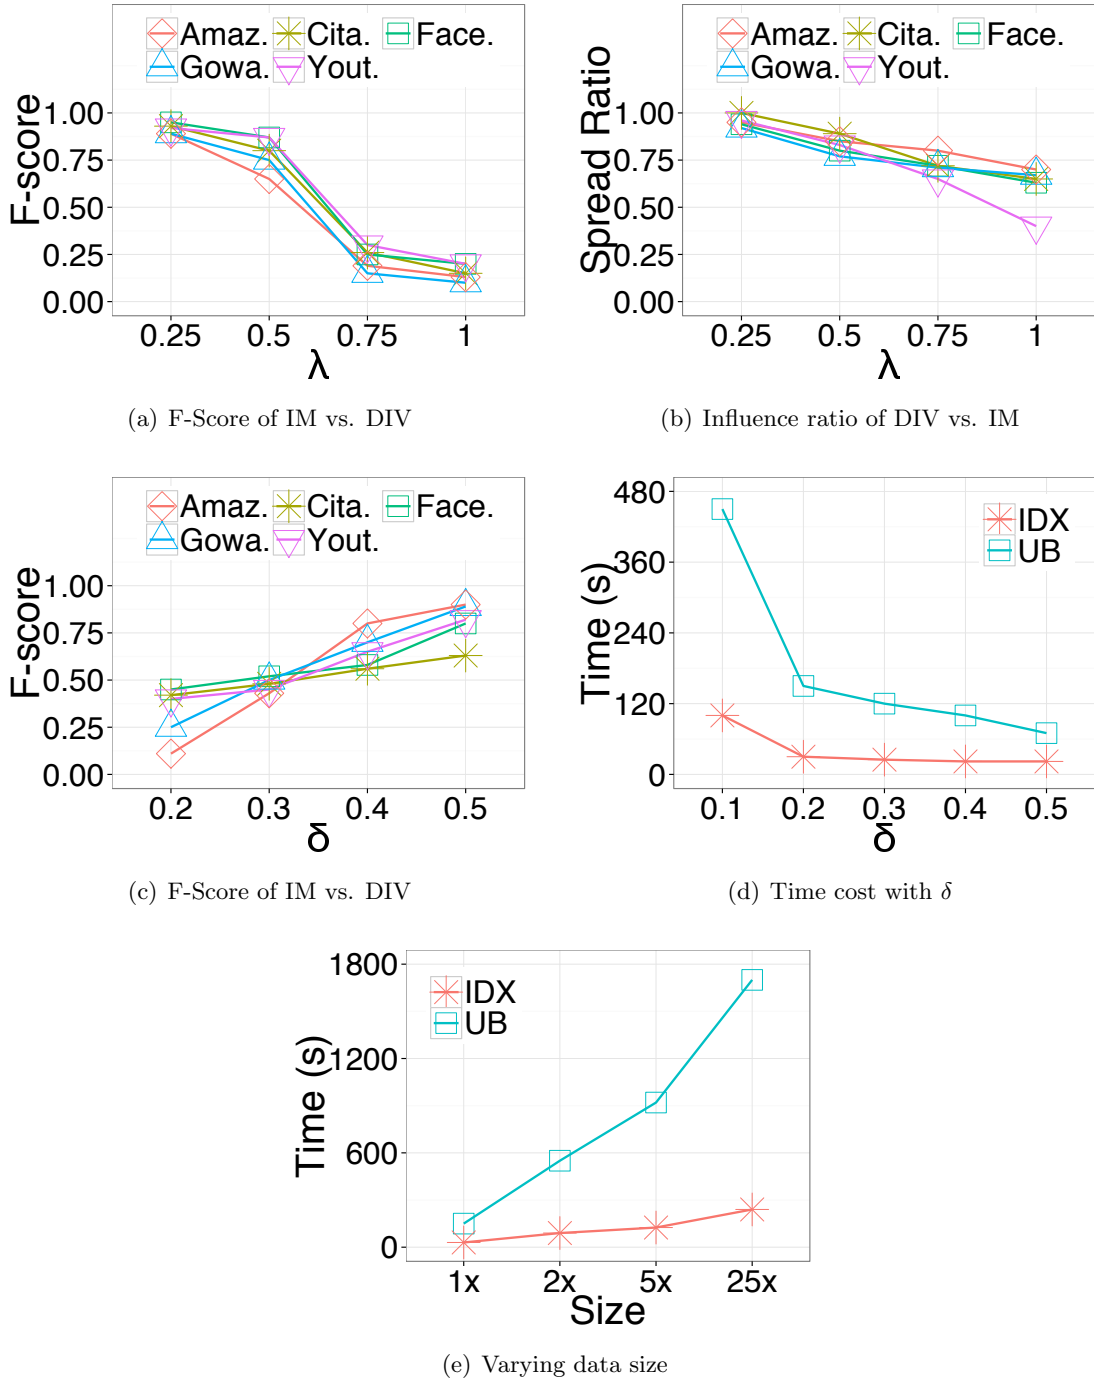 Amaz. Cita. Face.
Gowa. Yout.
F-score
1.00
0.75
0.50
0.25
0.00
0.25 0.5 0.75 1
λ
(a) F-Score of IM vs. DIV
Amaz. Cita. Face.
Gowa. Yout.
Spread Ratio
1.00
0.75
0.50
0.25
0.00
0.25 0.5 0.75 1
λ
(b) Influence ratio of DIV vs. IM
Amaz. Cita. Face.
Gowa. Yout.
F-score
1.00
0.75
0.50
0.25
0.00
0.2 0.3 0.4 0.5
δ
(c) F-Score of IM vs. DIV
IDX
UB
Time (s)
480
360
240
120
0
0.1 0.2 0.3 0.4 0.5
δ
(d) Time cost with δ
IDX
UB
Time (s)
1800
1200
600
0
1x 2x 5x 25x
Size
(e) Varying data size